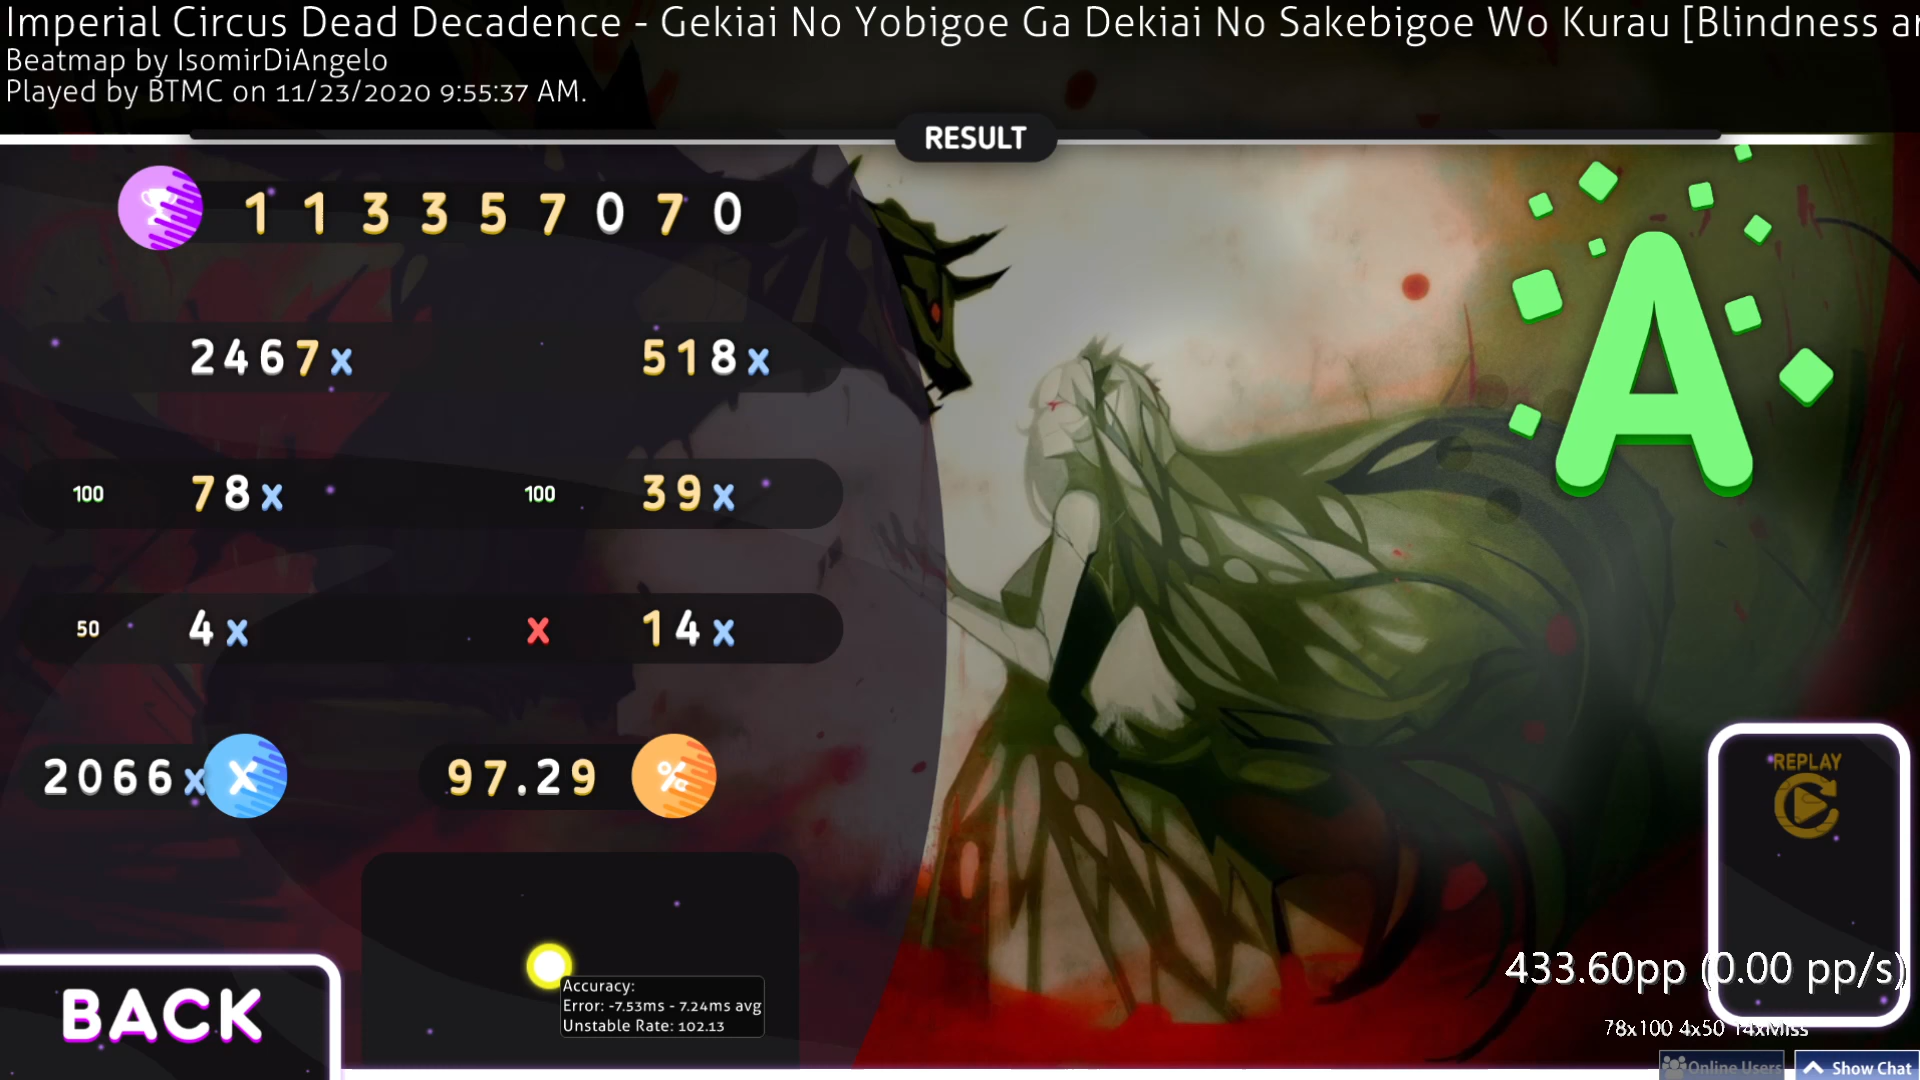 Imperial Circus Dead Decadence - Gekiai No Yobigoe Ga Dekiai No Sakebigoe Wo Kurau [Blindness
Beatmap by IsomirDiAngelo
Played by BTMC on 11/23/2020 9:55:37 AM.
RESULT
113357070
2467x 518x
100 78x 100 39x
50 4x X 14x
2066x X 97.29 %
A
REPLAY
Accuracy:
Error: -7.53ms - 7.24ms avg
Unstable Rate: 102.13
BACK
433.60pp (0.00 pp/s)
78x100 4x50 14xMiss
Online Users Show Chat